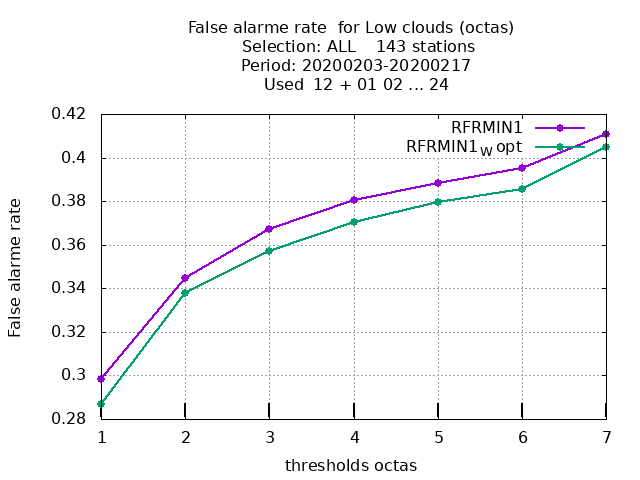 False alarme rate  for Low clouds (octas)
Selection: ALL    143 stations
Period: 20200203-20200217
Used  12 + 01 02 ... 24
0.42
0.4
0.38
0.36
0.34
0.32
0.3
0.28
False alarme rate
RFRMIN1
RFRMIN1W opt
1 2 3 4 5 6 7
thresholds octas